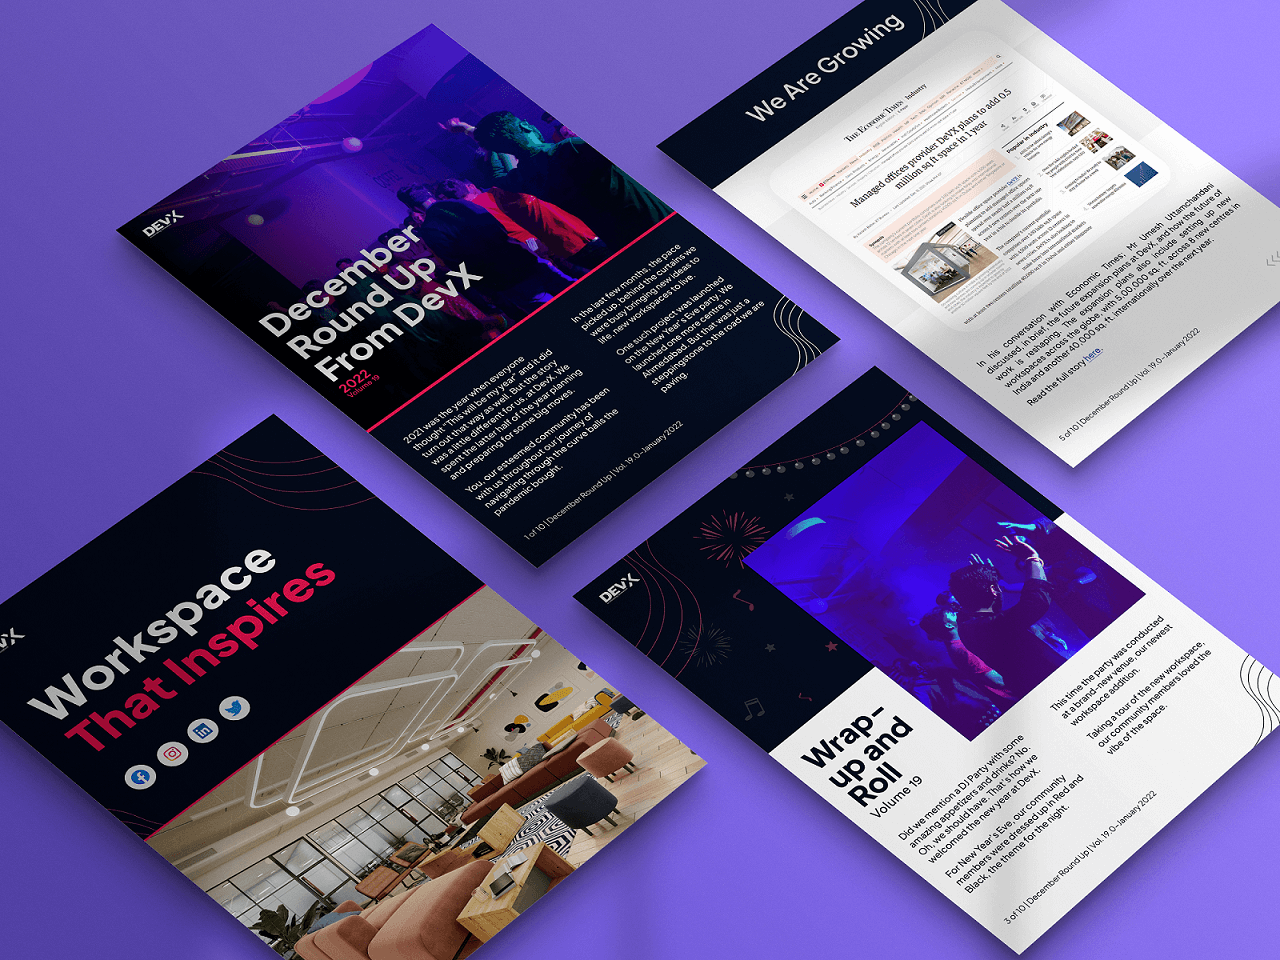 DEVX
December
Round Up
From DevX
2022
Volume 19
2021 was the year when everyone
thought "This will be my year" and it did
turn out that way as well. But the story
was a little different for us, at DevX. We
spent the latter half of the year planning
and preparing for some big moves.
You, our esteemed community has been
with us throughout our journey of
navigating through the curve balls the
pandemic bought.
In the last few months, the pace
picked up, behind the curtains we
were busy bringing new ideas to
life, new workspaces to live.
One such project was launched
on the New Year's Eve party. We
launched one more centre in
Ahmedabad. But that was just a
steppingstone to the road we are
paving.
1 of 10 | December Round Up | Vol. 19.0-January 2022
We Are Growing
THE ECONOMIC TIMES Industry
Managed offices provider DevX plans to add 0.5
million sq ft space in 1 year
Popular in Industry
In his conversation with Economic Times, Mr Umesh Uttamchandani
discussed, in brief, the future expansion plans at DevX, and how the future of
work is reshaping. The expansion plans also include setting up new
workspaces across the globe, with 5,00,000 sq. ft. across 8 new centres in
India and another 40,000 sq. ft. internationally over the next year.
Read the full story here.
5 of 10 | December Round Up | Vol. 19.0-January 2022
Workspace
That Inspires
DEVX
Wrap-
up and
Roll
Volume 19
Did we mention a DJ Party with some
amazing appetizers and drinks? No.
Oh, we should have. That's how we
welcomed the new year at DevX.
For New Year's Eve, our community
members were dressed up in Red and
Black, the theme for the night.
This time the party was conducted
at a brand-new venue, our newest
workspace addition.
Taking a tour of the new workspace,
our community members loved the
vibe of the space.
3 of 10 | December Round Up | Vol. 19.0-January 2022